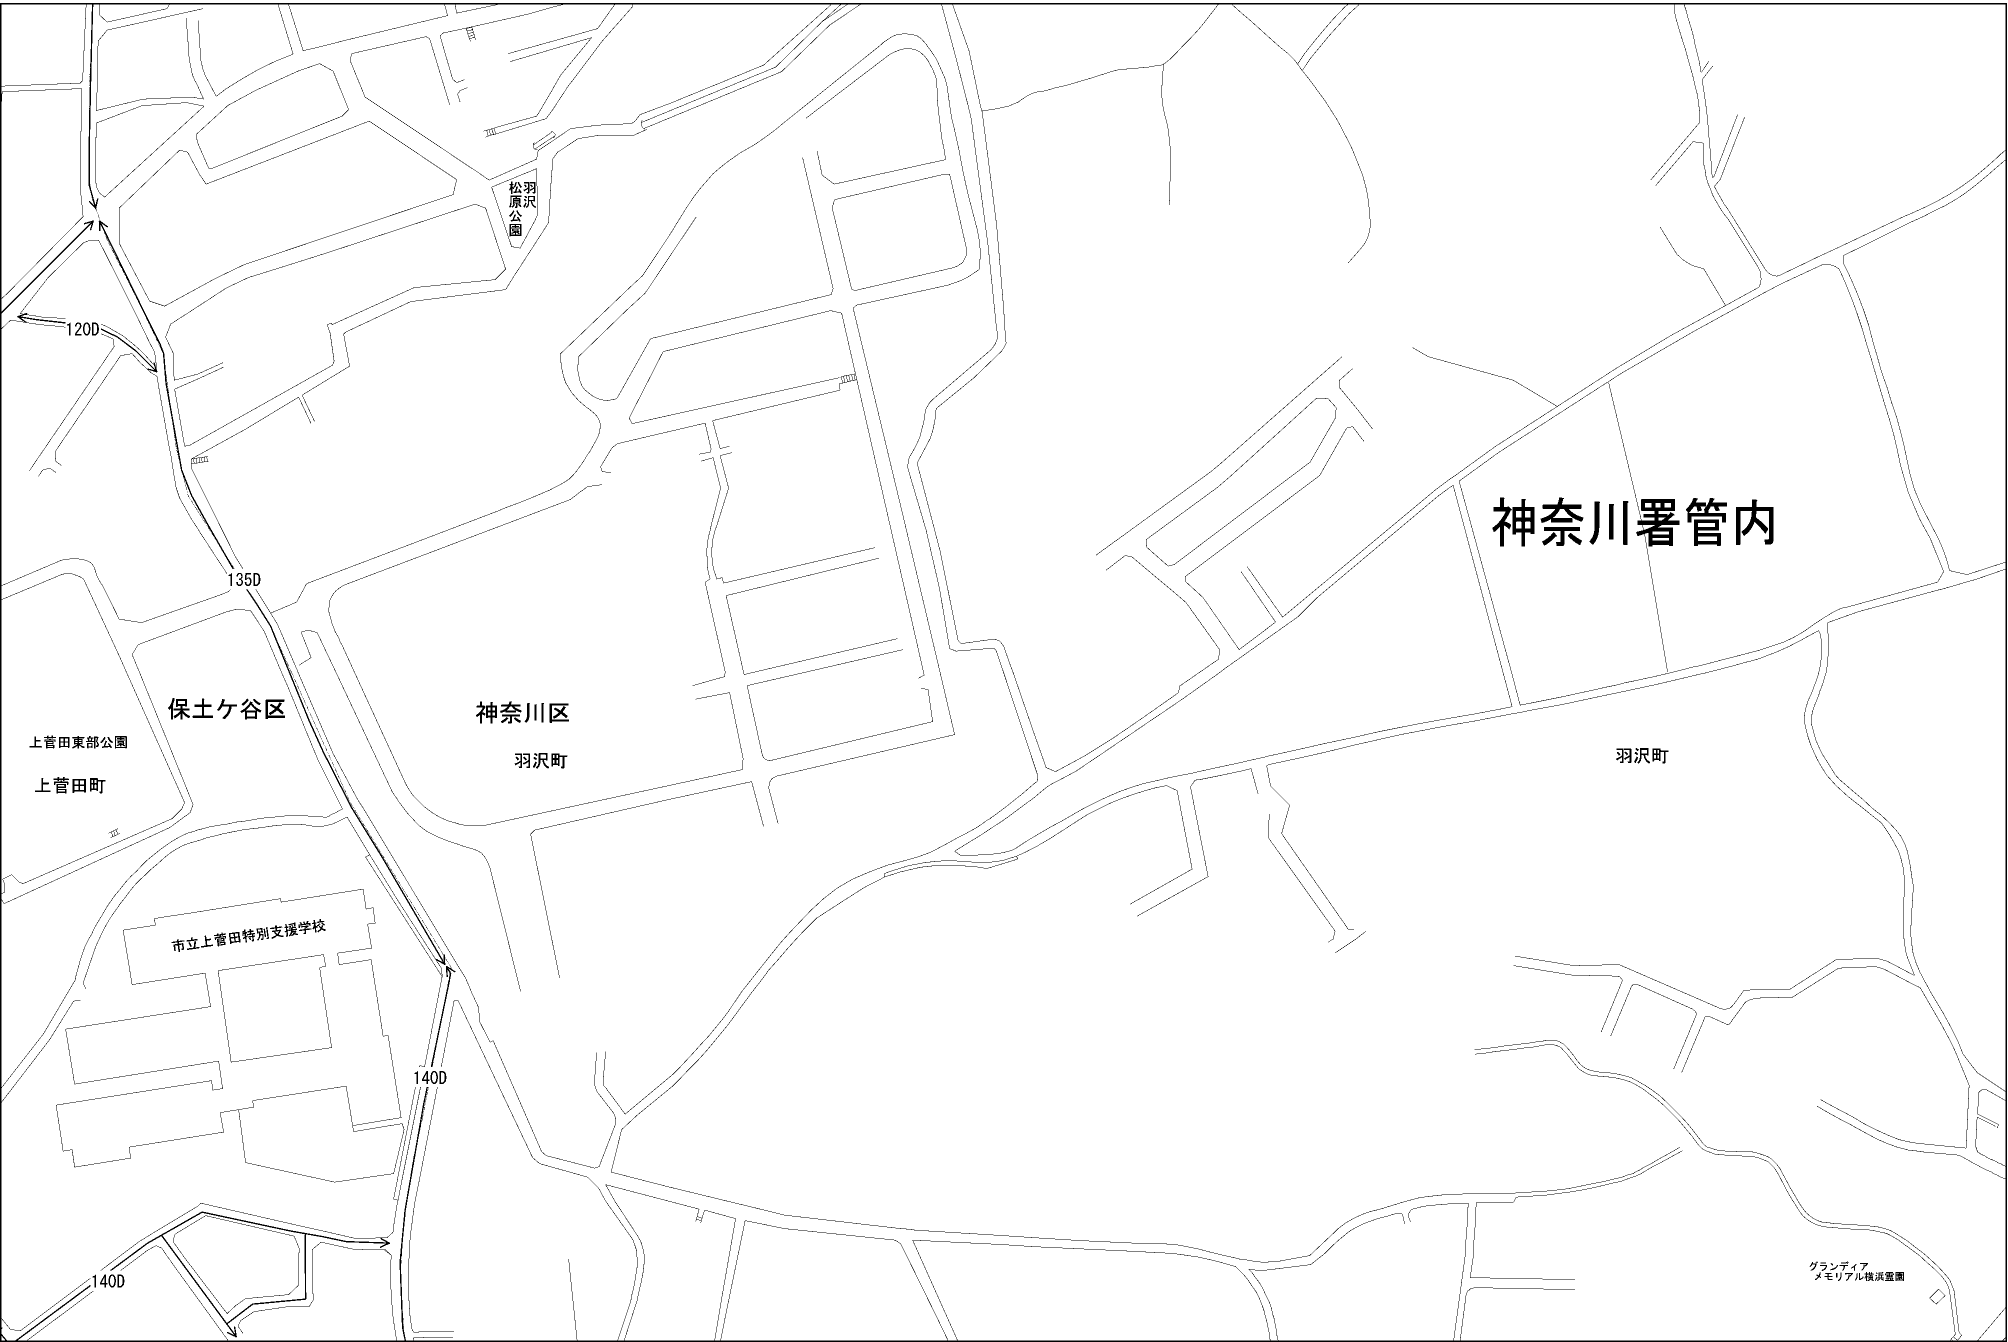 羽沢
松原公園
120D
神奈川署管内
135D
保土ケ谷区
神奈川区
上菅田東部公園
羽沢町
羽沢町
上菅田町
市立上菅田特別支援学校
140D
グランディア
メモリアル横浜霊園
140D